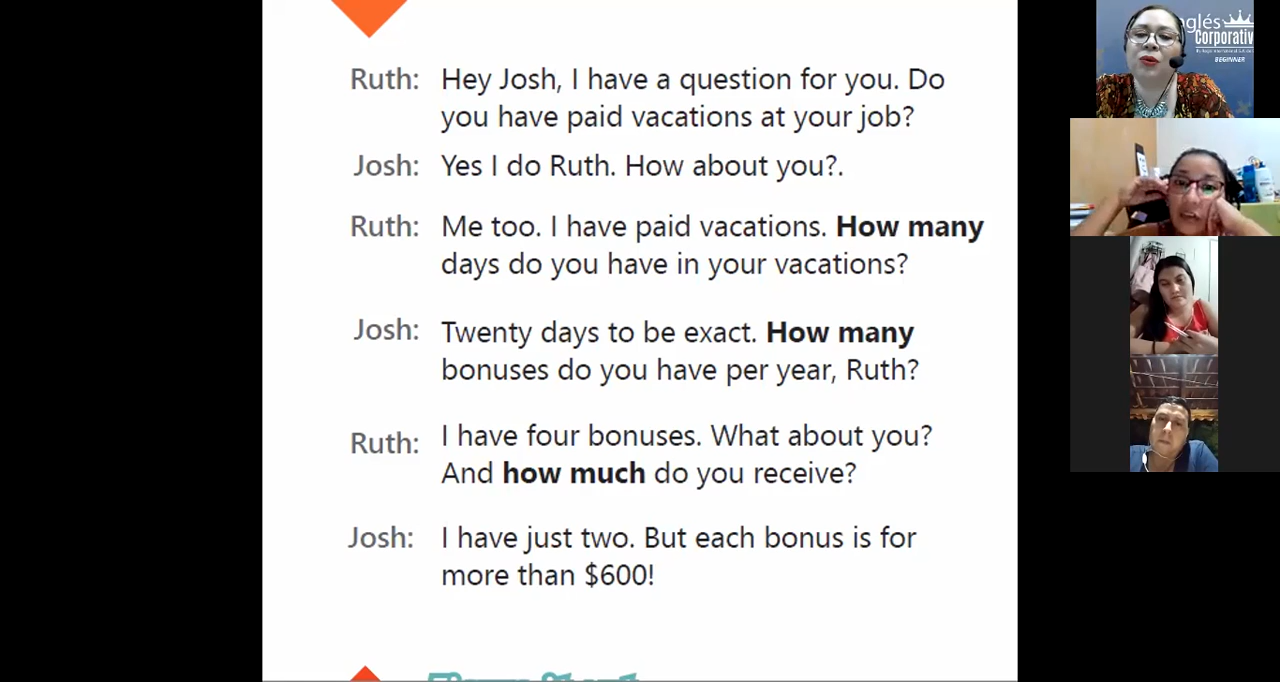 Ruth: Hey Josh, I have a question for you. Do
you have paid vacations at your job?
Josh: Yes I do Ruth. How about you?.
Ruth: Me too. I have paid vacations. How many
days do you have in your vacations?
Josh: Twenty days to be exact. How many
bonuses do you have per year, Ruth?
Ruth: I have four bonuses. What about you?
And how much do you receive?
Josh: I have just two. But each bonus is for
more than $600!
Corporativ
BEGINNER